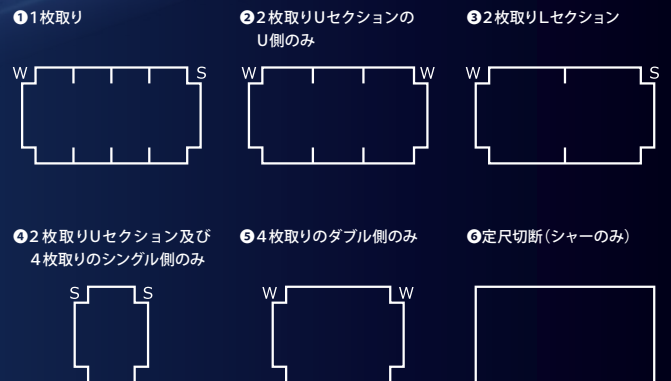 ❶1枚取り
❷2枚取りUセクションの
U側のみ
❸2枚取りLセクション
W S
W W
W S
❹2枚取りUセクション及び
4枚取りのシングル側のみ
❺4枚取りのダブル側のみ
❻定尺切断(シャーのみ)
S S
W W